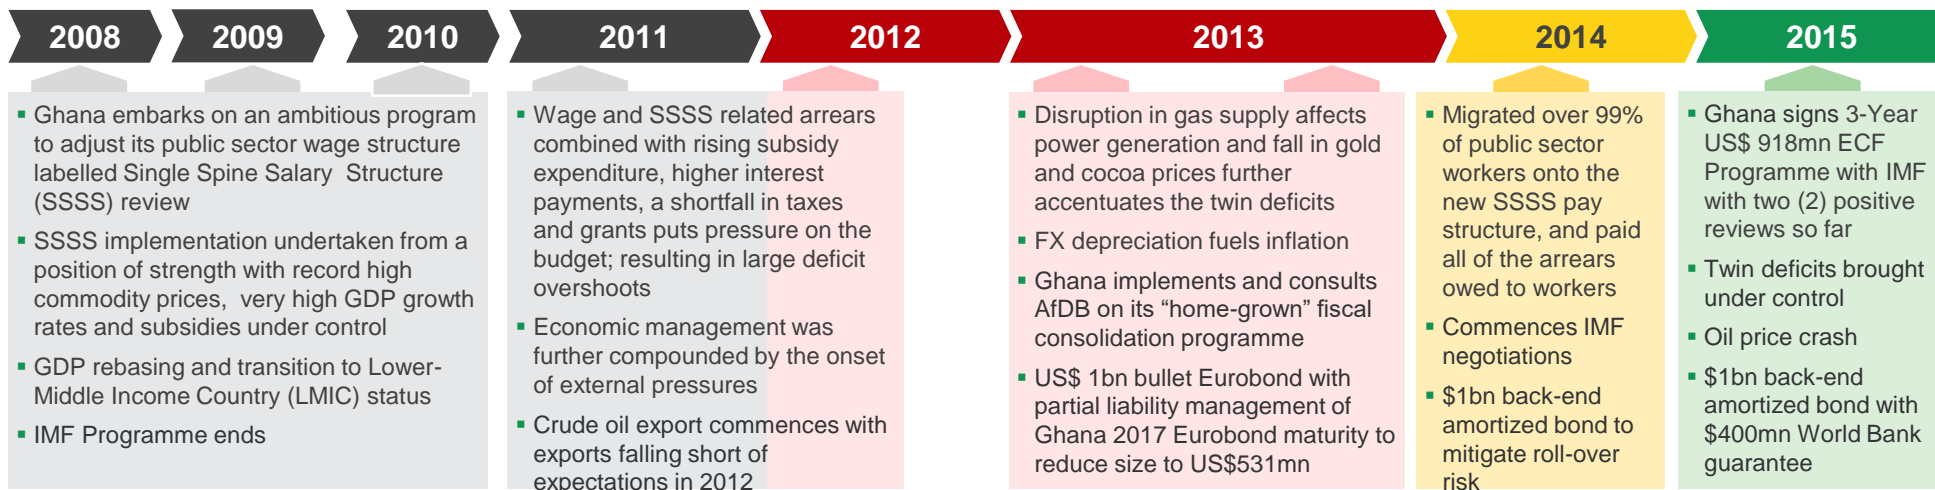 2008
2009
2010
2011
2012
2013
2014
2015
▪ Ghana embarks on an ambitious program
to adjust its public sector wage structure
labelled Single Spine Salary Structure
(SSSS) review
▪ SSSS implementation undertaken from a
position of strength with record high
commodity prices, very high GDP growth
rates and subsidies under control
▪ GDP rebasing and transition to Lower-
Middle Income Country (LMIC) status
▪ IMF Programme ends
▪ Wage and SSSS related arrears
combined with rising subsidy
expenditure, higher interest
payments, a shortfall in taxes
and grants puts pressure on the
budget; resulting in large deficit
overshoots
▪ Economic management was
further compounded by the onset
of external pressures
▪ Crude oil export commences with
exports falling short of
expectations in 2012
▪ Disruption in gas supply affects
power generation and fall in gold
and cocoa prices further
accentuates the twin deficits
▪ FX depreciation fuels inflation
▪ Ghana implements and consults
AfDB on its “home-grown” fiscal
consolidation programme
▪ US$ 1bn bullet Eurobond with
partial liability management of
Ghana 2017 Eurobond maturity to
reduce size to US$531mn
▪ Migrated over 99%
of public sector
workers onto the
new SSSS pay
structure, and paid
all of the arrears
owed to workers
▪ Commences IMF
negotiations
▪ $1bn back-end
amortized bond to
mitigate roll-over
risk
▪ Ghana signs 3-Year
US$ 918mn ECF
Programme with IMF
with two (2) positive
reviews so far
▪ Twin deficits brought
under control
▪ Oil price crash
▪ $1bn back-end
amortized bond with
$400mn World Bank
guarantee